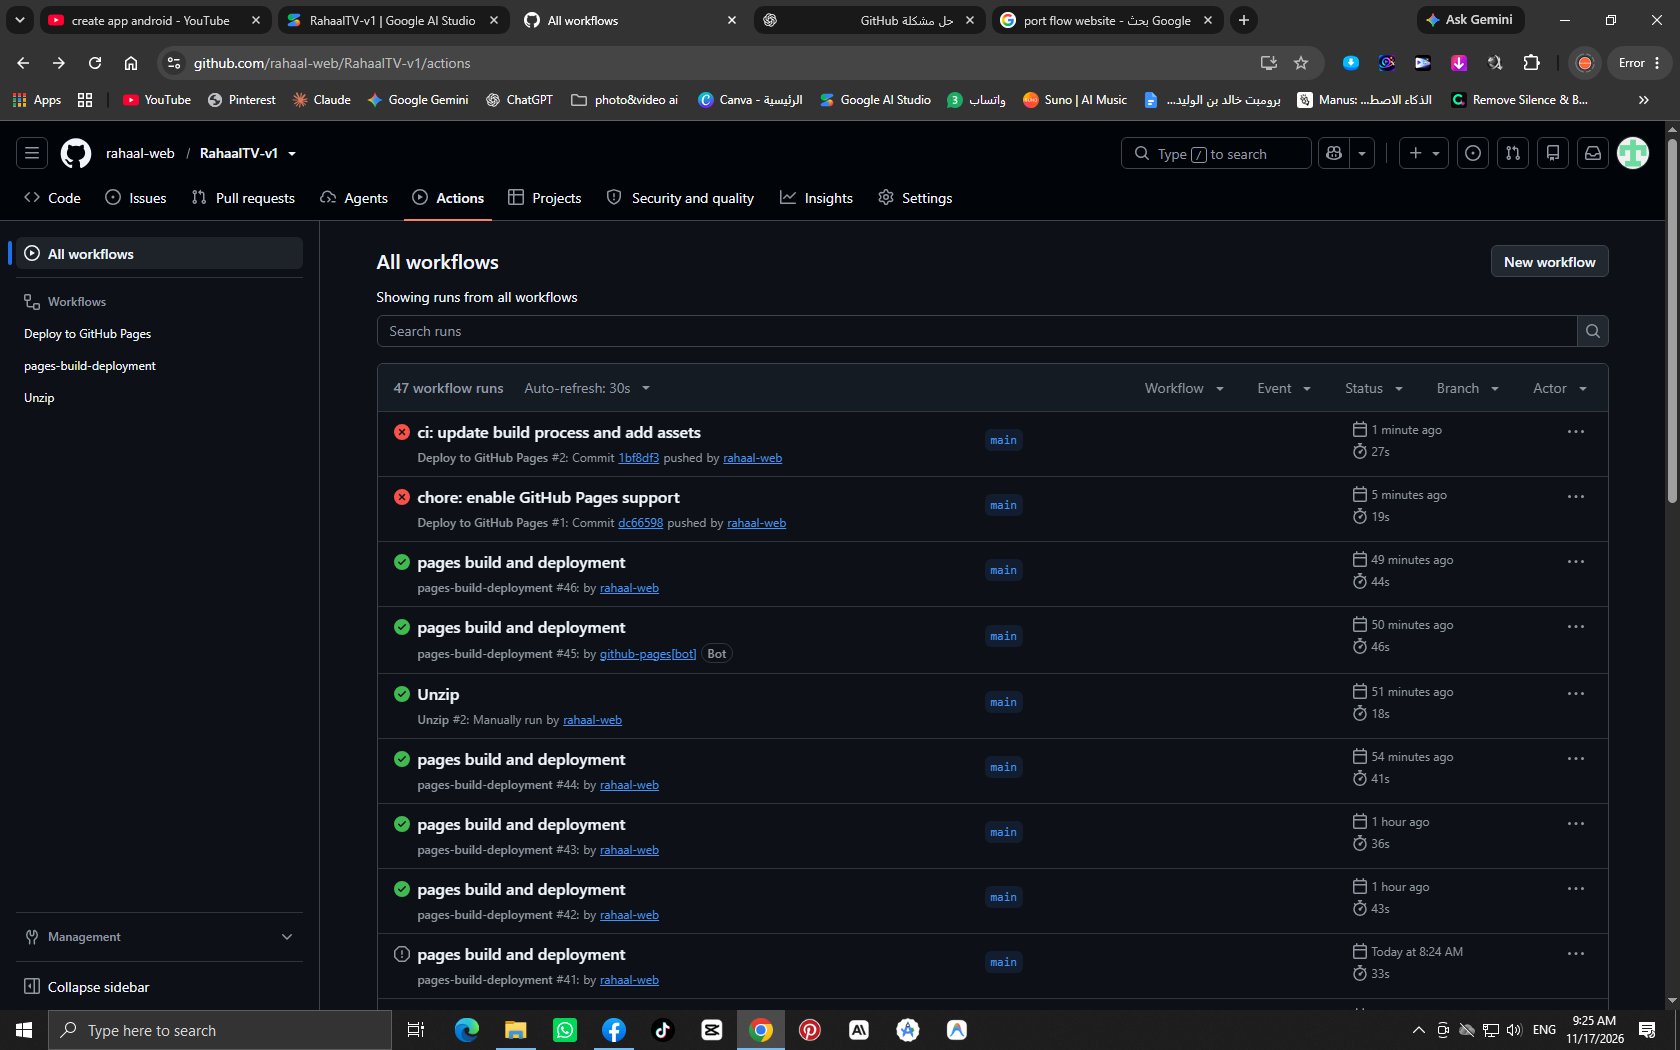 create app android - YouTube
RahaalTV-v1 | Google AI Studio
All workflows
حل مشكلة GitHub
port flow website - بحث Google
Ask Gemini
github.com/rahaal-web/RahaalTV-v1/actions
Error
Apps
YouTube
Pinterest
Claude
Google Gemini
ChatGPT
photo&video ai
Canva - الرئيسية
Google AI Studio
واتساب
Suno | AI Music
برومبت خالد بن الوليد...
Manus: الذكاء الاصط...
Remove Silence & B...
rahaal-web / RahaalTV-v1
Type / to search
Code
Issues
Pull requests
Agents
Actions
Projects
Security and quality
Insights
Settings
All workflows
Workflows
Deploy to GitHub Pages
pages-build-deployment
Unzip
Management
Collapse sidebar
All workflows
New workflow
Showing runs from all workflows
Search runs
47 workflow runs
Auto-refresh: 30s
Workflow
Event
Status
Branch
Actor
ci: update build process and add assets
Deploy to GitHub Pages #2: Commit 1bf8df3 pushed by rahaal-web
main
1 minute ago
27s
chore: enable GitHub Pages support
Deploy to GitHub Pages #1: Commit dc66598 pushed by rahaal-web
main
5 minutes ago
19s
pages build and deployment
pages-build-deployment #46: by rahaal-web
main
49 minutes ago
44s
pages build and deployment
pages-build-deployment #45: by github-pages[bot] Bot
main
50 minutes ago
46s
Unzip
Unzip #2: Manually run by rahaal-web
main
51 minutes ago
18s
pages build and deployment
pages-build-deployment #44: by rahaal-web
main
54 minutes ago
41s
pages build and deployment
pages-build-deployment #43: by rahaal-web
main
1 hour ago
36s
pages build and deployment
pages-build-deployment #42: by rahaal-web
main
1 hour ago
43s
pages build and deployment
pages-build-deployment #41: by rahaal-web
main
Today at 8:24 AM
33s
Type here to search
ENG
9:25 AM
11/17/2026